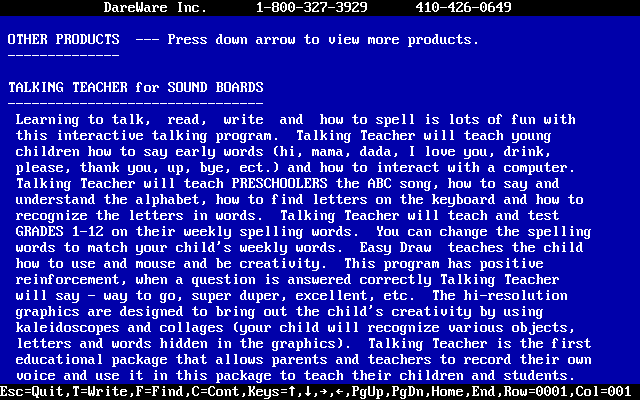 DareWare Inc.      1-800-327-3929      410-426-0649
OTHER PRODUCTS  --- Press down arrow to view more products.
--------------
TALKING TEACHER for SOUND BOARDS
--------------------------------
Learning to talk,  read,  write  and  how to spell is lots of fun with
this interactive talking program.  Talking Teacher will teach young
children how to say early words (hi, mama, dada, I love you, drink,
please, thank you, up, bye, ect.) and how to interact with a computer.
Talking Teacher will teach PRESCHOOLERS the ABC song, how to say and
understand the alphabet, how to find letters on the keyboard and how to
recognize the letters in words.  Talking Teacher will teach and test
GRADES 1-12 on their weekly spelling words.  You can change the spelling
words to match your child's weekly words.  Easy Draw  teaches the child
how to use and mouse and be creativity.  This program has positive
reinforcement, when a question is answered correctly Talking Teacher
will say - way to go, super duper, excellent, etc.  The hi-resolution
graphics are designed to bring out the child's creativity by using
kaleidoscopes and collages (your child will recognize various objects,
letters and words hidden in the graphics).  Talking Teacher is the first
educational package that allows parents and teachers to record their own
voice and use it in this package to teach their children and students.
Esc=Quit,T=Write,F=Find,C=Cont,Keys=↑,↓,→,←,PgUp,PgDn,Home,End,Row=0001,Col=001